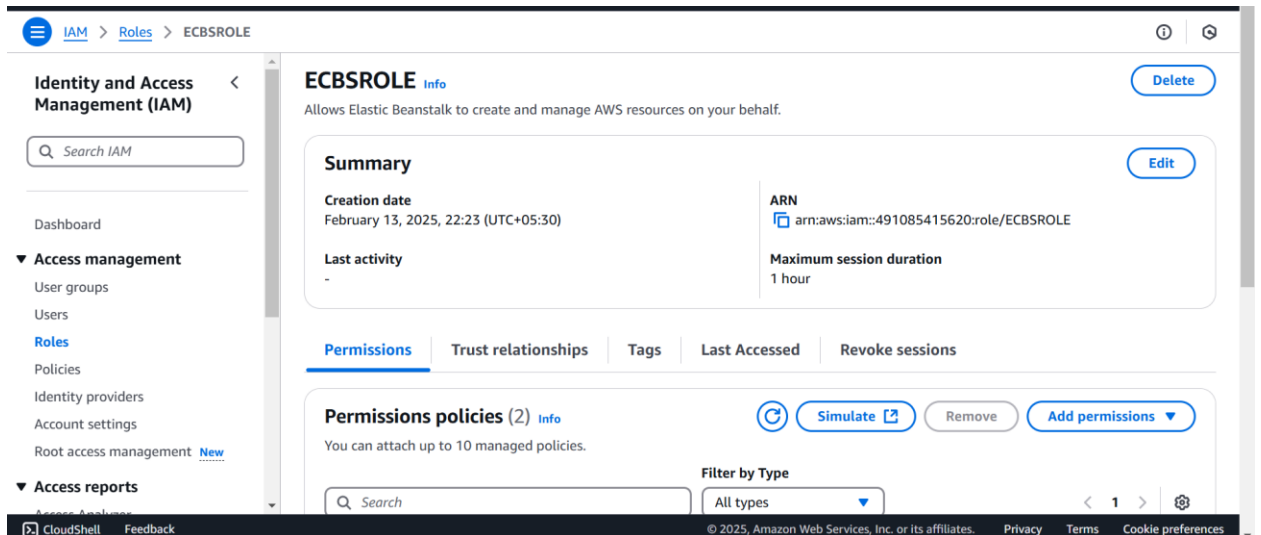 IAM > Roles > ECBSROLE
Identity and Access
Management (IAM)
Search IAM
Dashboard
Access management
User groups
Users
Roles
Policies
Identity providers
Account settings
Root access management New
Access reports
Access Analyzer
ECBSROLE Info
Delete
Allows Elastic Beanstalk to create and manage AWS resources on your behalf.
Summary
Edit
Creation date
February 13, 2025, 22:23 (UTC+05:30)
ARN
arn:aws:iam::491085415620:role/ECBSROLE
Last activity
-
Maximum session duration
1 hour
Permissions Trust relationships Tags Last Accessed Revoke sessions
Permissions policies (2) Info
Simulate Remove Add permissions
You can attach up to 10 managed policies.
Filter by Type
Search All types < 1 >
CloudShell Feedback © 2025, Amazon Web Services, Inc. or its affiliates. Privacy Terms Cookie preferences